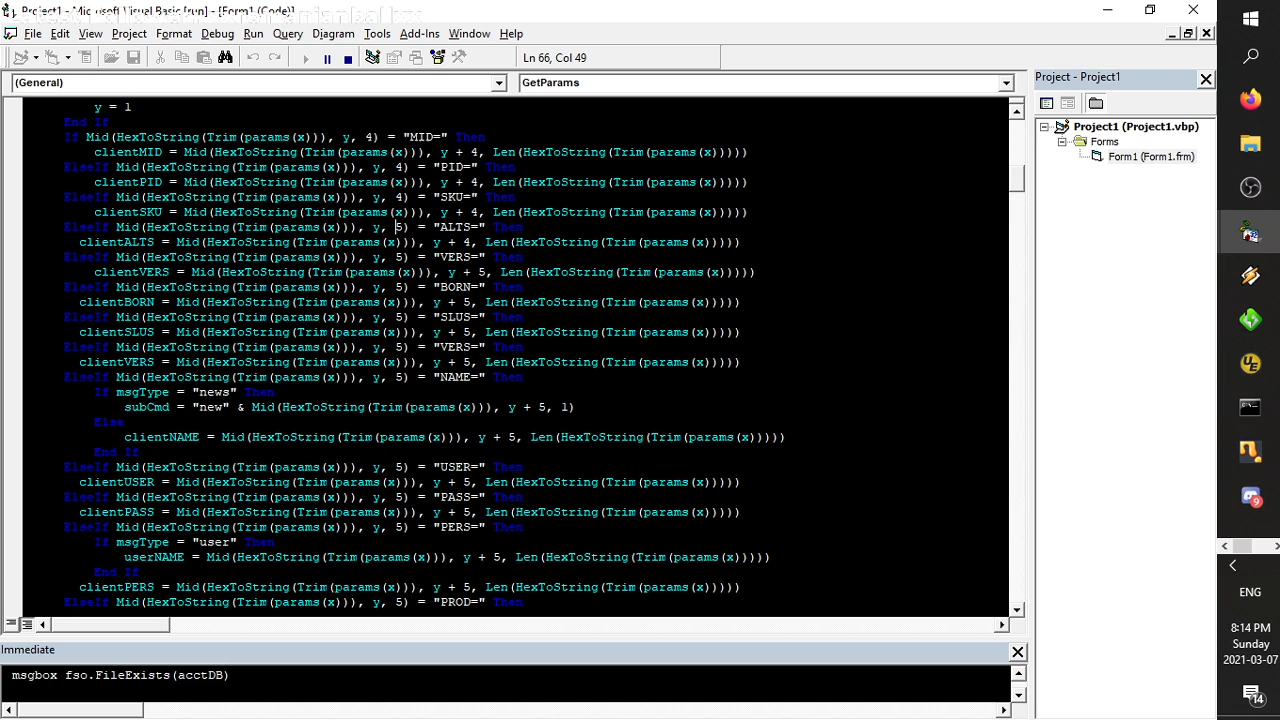 Project1 - Microsoft Visual Basic [run] - [Form1 (Code)]
File Edit View Project Format Debug Run Query Diagram Tools Add-Ins Window Help
Ln 66, Col 49
(General) GetParams
y = 1
End If
If Mid(HexToString(Trim(params(x))), y, 4) = "MID=" Then
clientMID = Mid(HexToString(Trim(params(x))), y + 4, Len(HexToString(Trim(params(x)))))
ElseIf Mid(HexToString(Trim(params(x))), y, 4) = "PID=" Then
clientPID = Mid(HexToString(Trim(params(x))), y + 4, Len(HexToString(Trim(params(x)))))
ElseIf Mid(HexToString(Trim(params(x))), y, 4) = "SKU=" Then
clientSKU = Mid(HexToString(Trim(params(x))), y + 4, Len(HexToString(Trim(params(x)))))
ElseIf Mid(HexToString(Trim(params(x))), y, 5) = "ALTS=" Then
clientALTS = Mid(HexToString(Trim(params(x))), y + 4, Len(HexToString(Trim(params(x)))))
ElseIf Mid(HexToString(Trim(params(x))), y, 5) = "VERS=" Then
clientVERS = Mid(HexToString(Trim(params(x))), y + 5, Len(HexToString(Trim(params(x)))))
ElseIf Mid(HexToString(Trim(params(x))), y, 5) = "BORN=" Then
clientBORN = Mid(HexToString(Trim(params(x))), y + 5, Len(HexToString(Trim(params(x)))))
ElseIf Mid(HexToString(Trim(params(x))), y, 5) = "SLUS=" Then
clientSLUS = Mid(HexToString(Trim(params(x))), y + 5, Len(HexToString(Trim(params(x)))))
ElseIf Mid(HexToString(Trim(params(x))), y, 5) = "VERS=" Then
clientVERS = Mid(HexToString(Trim(params(x))), y + 5, Len(HexToString(Trim(params(x)))))
ElseIf Mid(HexToString(Trim(params(x))), y, 5) = "NAME=" Then
If msgType = "news" Then
subCmd = "new" & Mid(HexToString(Trim(params(x))), y + 5, 1)
Else
clientNAME = Mid(HexToString(Trim(params(x))), y + 5, Len(HexToString(Trim(params(x)))))
End If
ElseIf Mid(HexToString(Trim(params(x))), y, 5) = "USER=" Then
clientUSER = Mid(HexToString(Trim(params(x))), y + 5, Len(HexToString(Trim(params(x)))))
ElseIf Mid(HexToString(Trim(params(x))), y, 5) = "PASS=" Then
clientPASS = Mid(HexToString(Trim(params(x))), y + 5, Len(HexToString(Trim(params(x)))))
ElseIf Mid(HexToString(Trim(params(x))), y, 5) = "PERS=" Then
If msgType = "user" Then
userNAME = Mid(HexToString(Trim(params(x))), y + 5, Len(HexToString(Trim(params(x)))))
End If
clientPERS = Mid(HexToString(Trim(params(x))), y + 5, Len(HexToString(Trim(params(x)))))
ElseIf Mid(HexToString(Trim(params(x))), y, 5) = "PROD=" Then
Immediate
msgbox fso.FileExists(acctDB)
Project - Project1
Project1 (Project1.vbp)
Forms
Form1 (Form1.frm)
9
ENG
8:14 PM
Sunday
2021-03-07
14